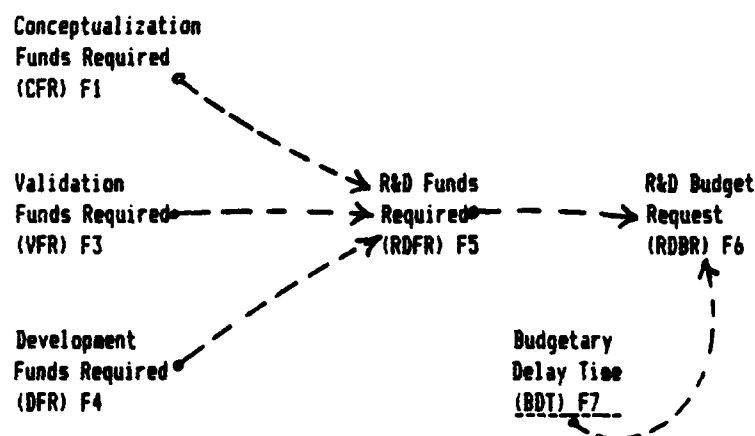 Conceptualization
Funds Required
(CFR) F1
Validation
Funds Required
(VFR) F3
R&D Funds
Required
(RDFR) F5
R&D Budget
Request
(RDBR) F6
Development
Funds Required
(DFR) F4
Budgetary
Delay Time
(BDT) F7